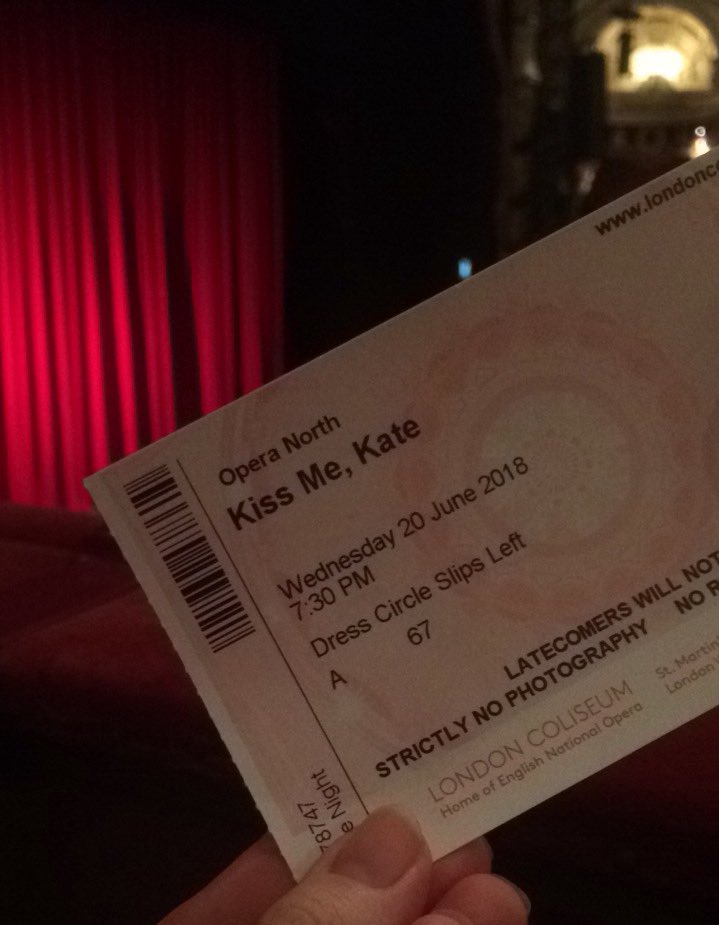 www.londonco
Opera North
Kiss Me, Kate
Wednesday 20 June 2018
7:30 PM
Dress Circle Slips Left
A 67
LATECOMERS WILL NOT
STRICTLY NO PHOTOGRAPHY NO R
LONDON COLISEUM
Home of English National Opera
St. Martin
London
78747
e Night